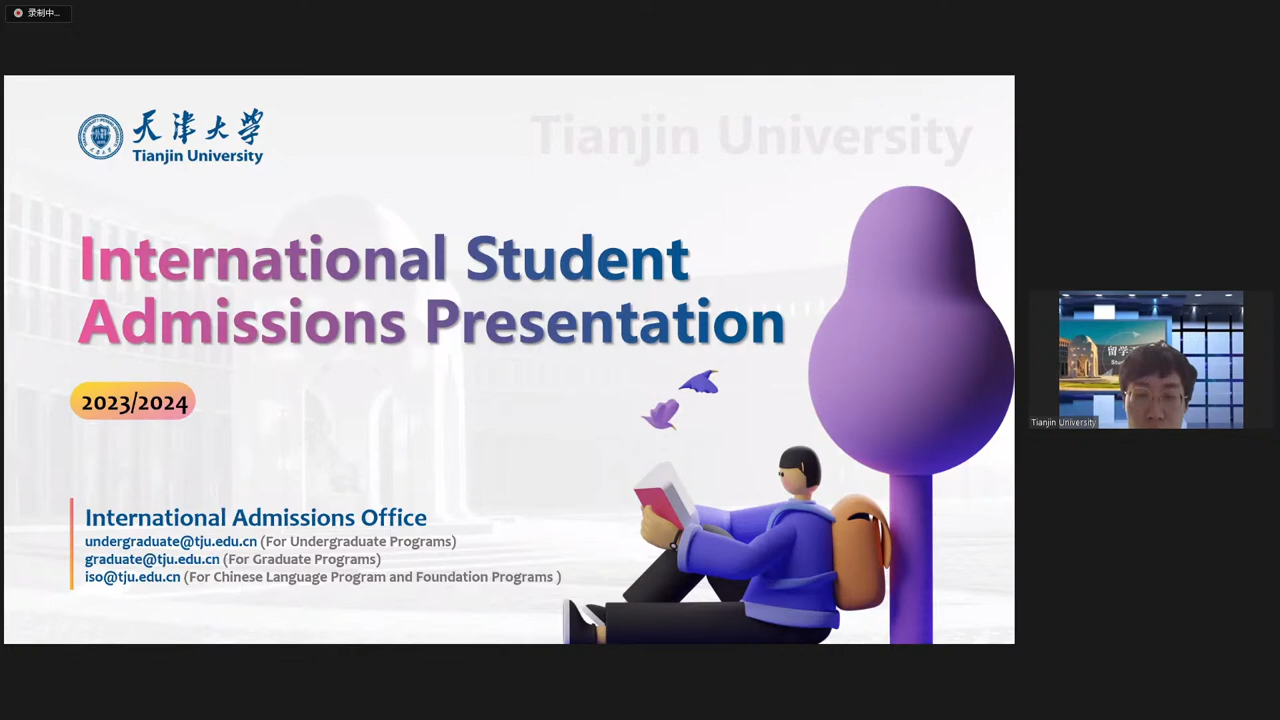 录制中...
天津大学
Tianjin University
Tianjin University
International Student
Admissions Presentation
2023/2024
International Admissions Office
undergraduate@tju.edu.cn (For Undergraduate Programs)
graduate@tju.edu.cn (For Graduate Programs)
iso@tju.edu.cn (For Chinese Language Program and Foundation Programs )
留学
Tianjin University